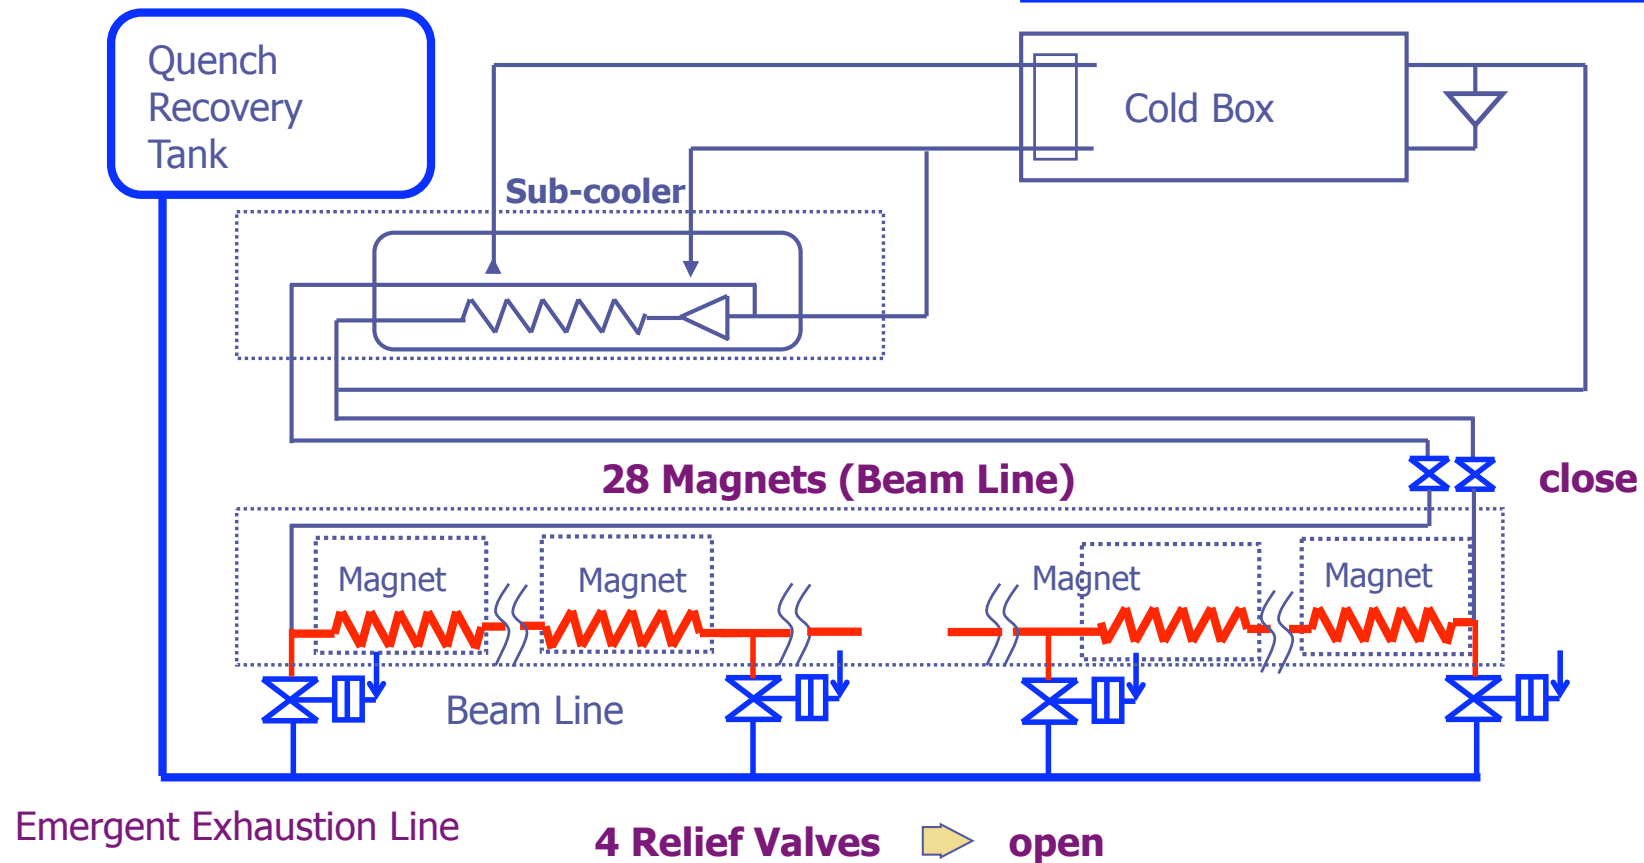 Quench
Recovery
Tank
Cold Box
Sub-cooler
28 Magnets (Beam Line)
close
Magnet
Magnet
Magnet
Magnet
Beam Line
Emergent Exhaustion Line
4 Relief Valves
open